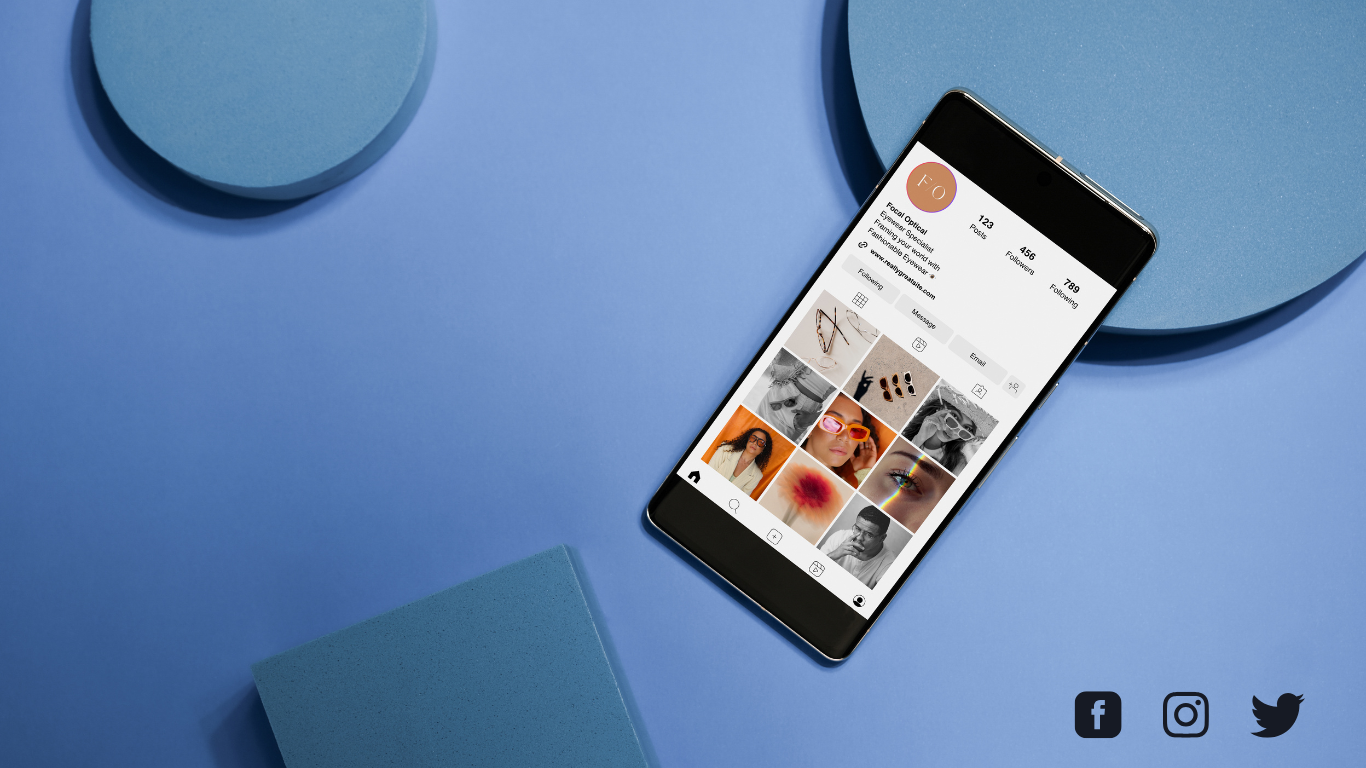 F O
123
Posts
456
Followers
789
Following
Focal Optical
Eyewear Specialist
Framing your world with
Fashionable Eyewear
www.reallygreatsite.com
Following
Message
Email
f